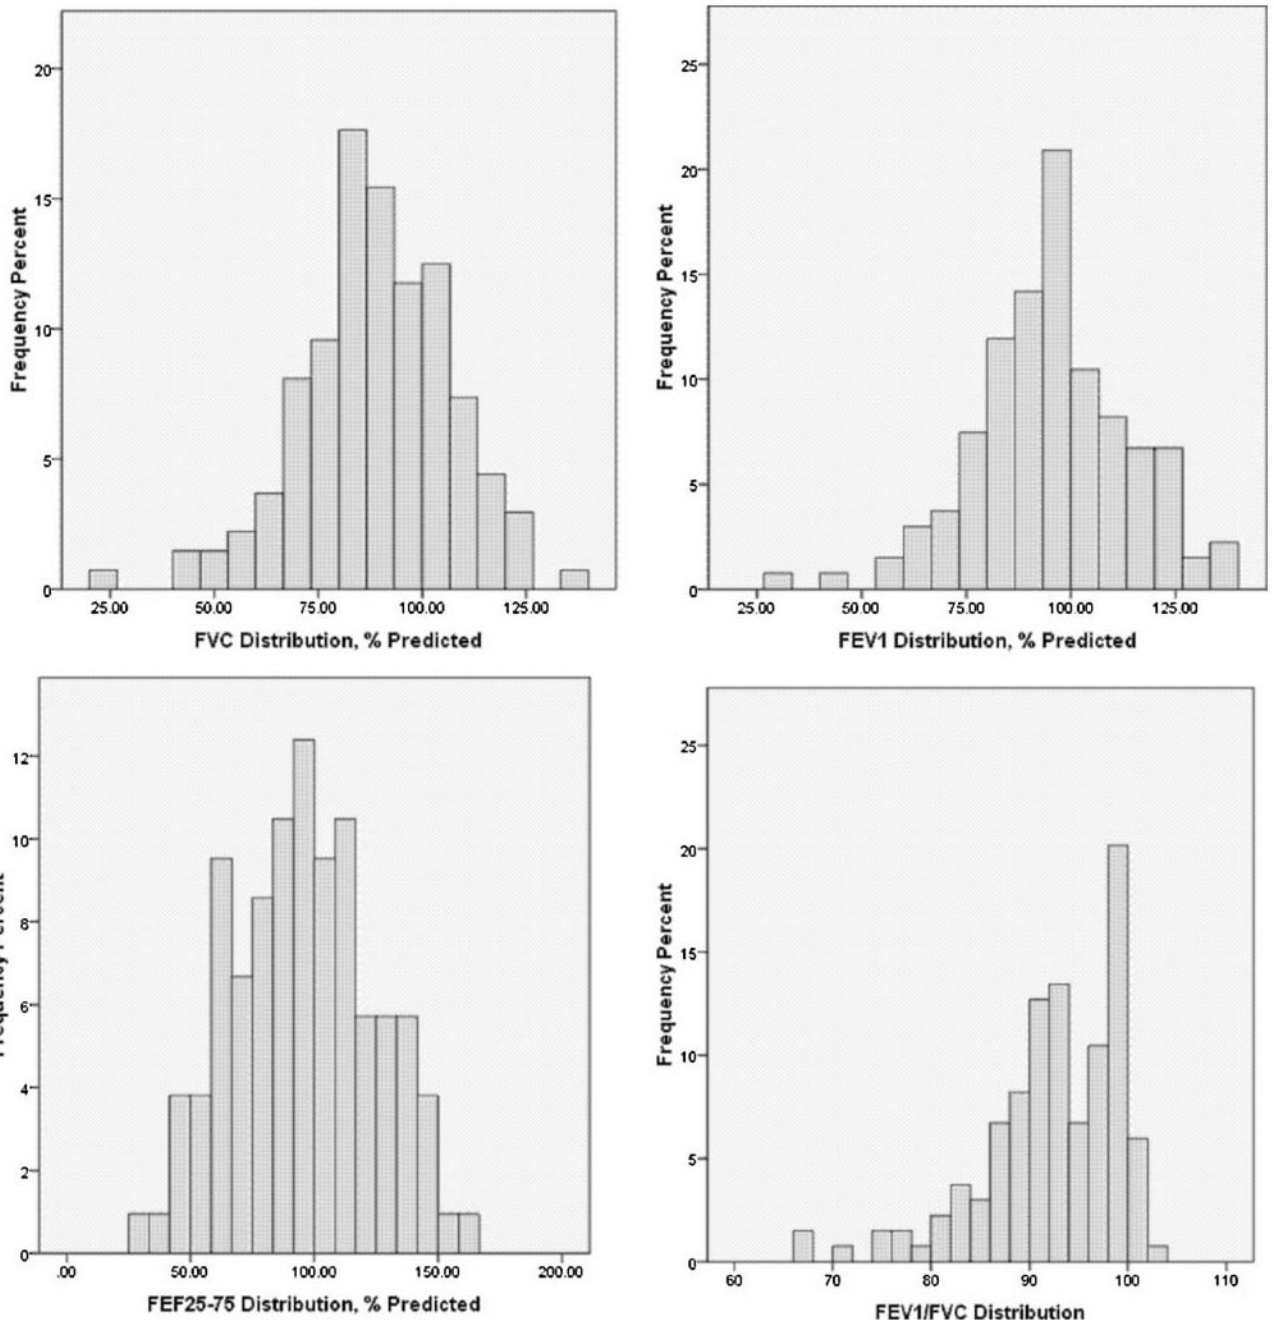 20
15
10
5
0
Frequency Percent
25.00 50.00 75.00 100.00 125.00
FVC Distribution, % Predicted
25
20
15
10
5
0
Frequency Percent
25.00 50.00 75.00 100.00 125.00
FEV1 Distribution, % Predicted
12
10
8
6
4
2
0
Frequency Percent
.00 50.00 100.00 150.00 200.00
FEF25-75 Distribution, % Predicted
25
20
15
10
5
0
Frequency Percent
60 70 80 90 100 110
FEV1/FVC Distribution